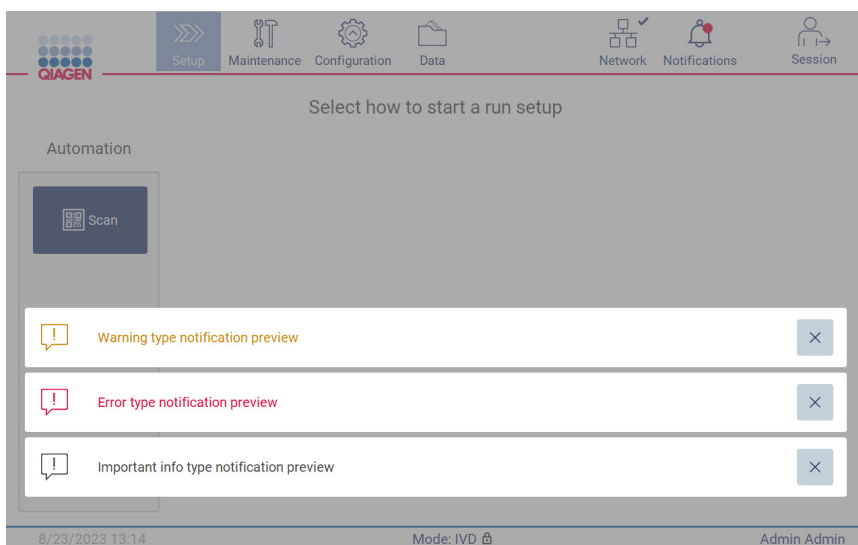 QIAGEN
Setup
Maintenance
Configuration
Data
Network
Notifications
Session
Select how to start a run setup
Automation
Scan
Warning type notification preview
Error type notification preview
Important info type notification preview
8/23/2023 13:14
Mode: IVD
Admin Admin